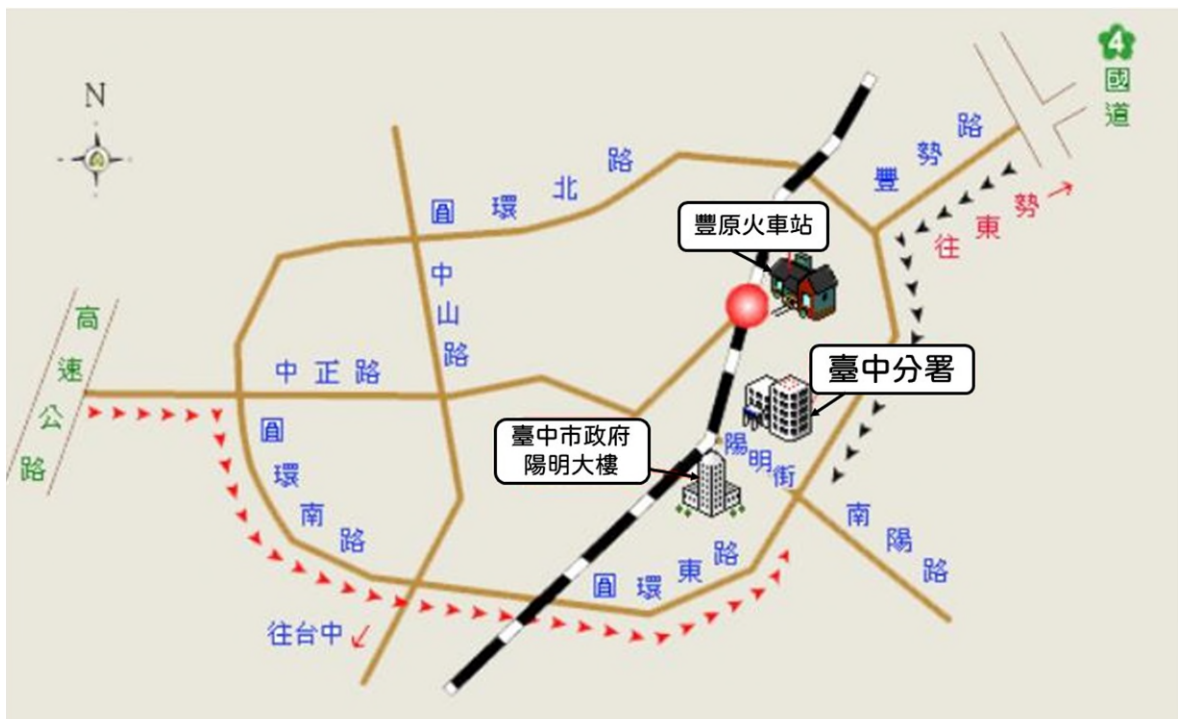 4
國道
N
豐勢路
圓環北路
往東勢
豐原火車站
中山路
高速公路
中正路
臺中分署
圓環南路
臺中市政府
陽明大樓
陽明街
南陽路
圓環東路
往台中